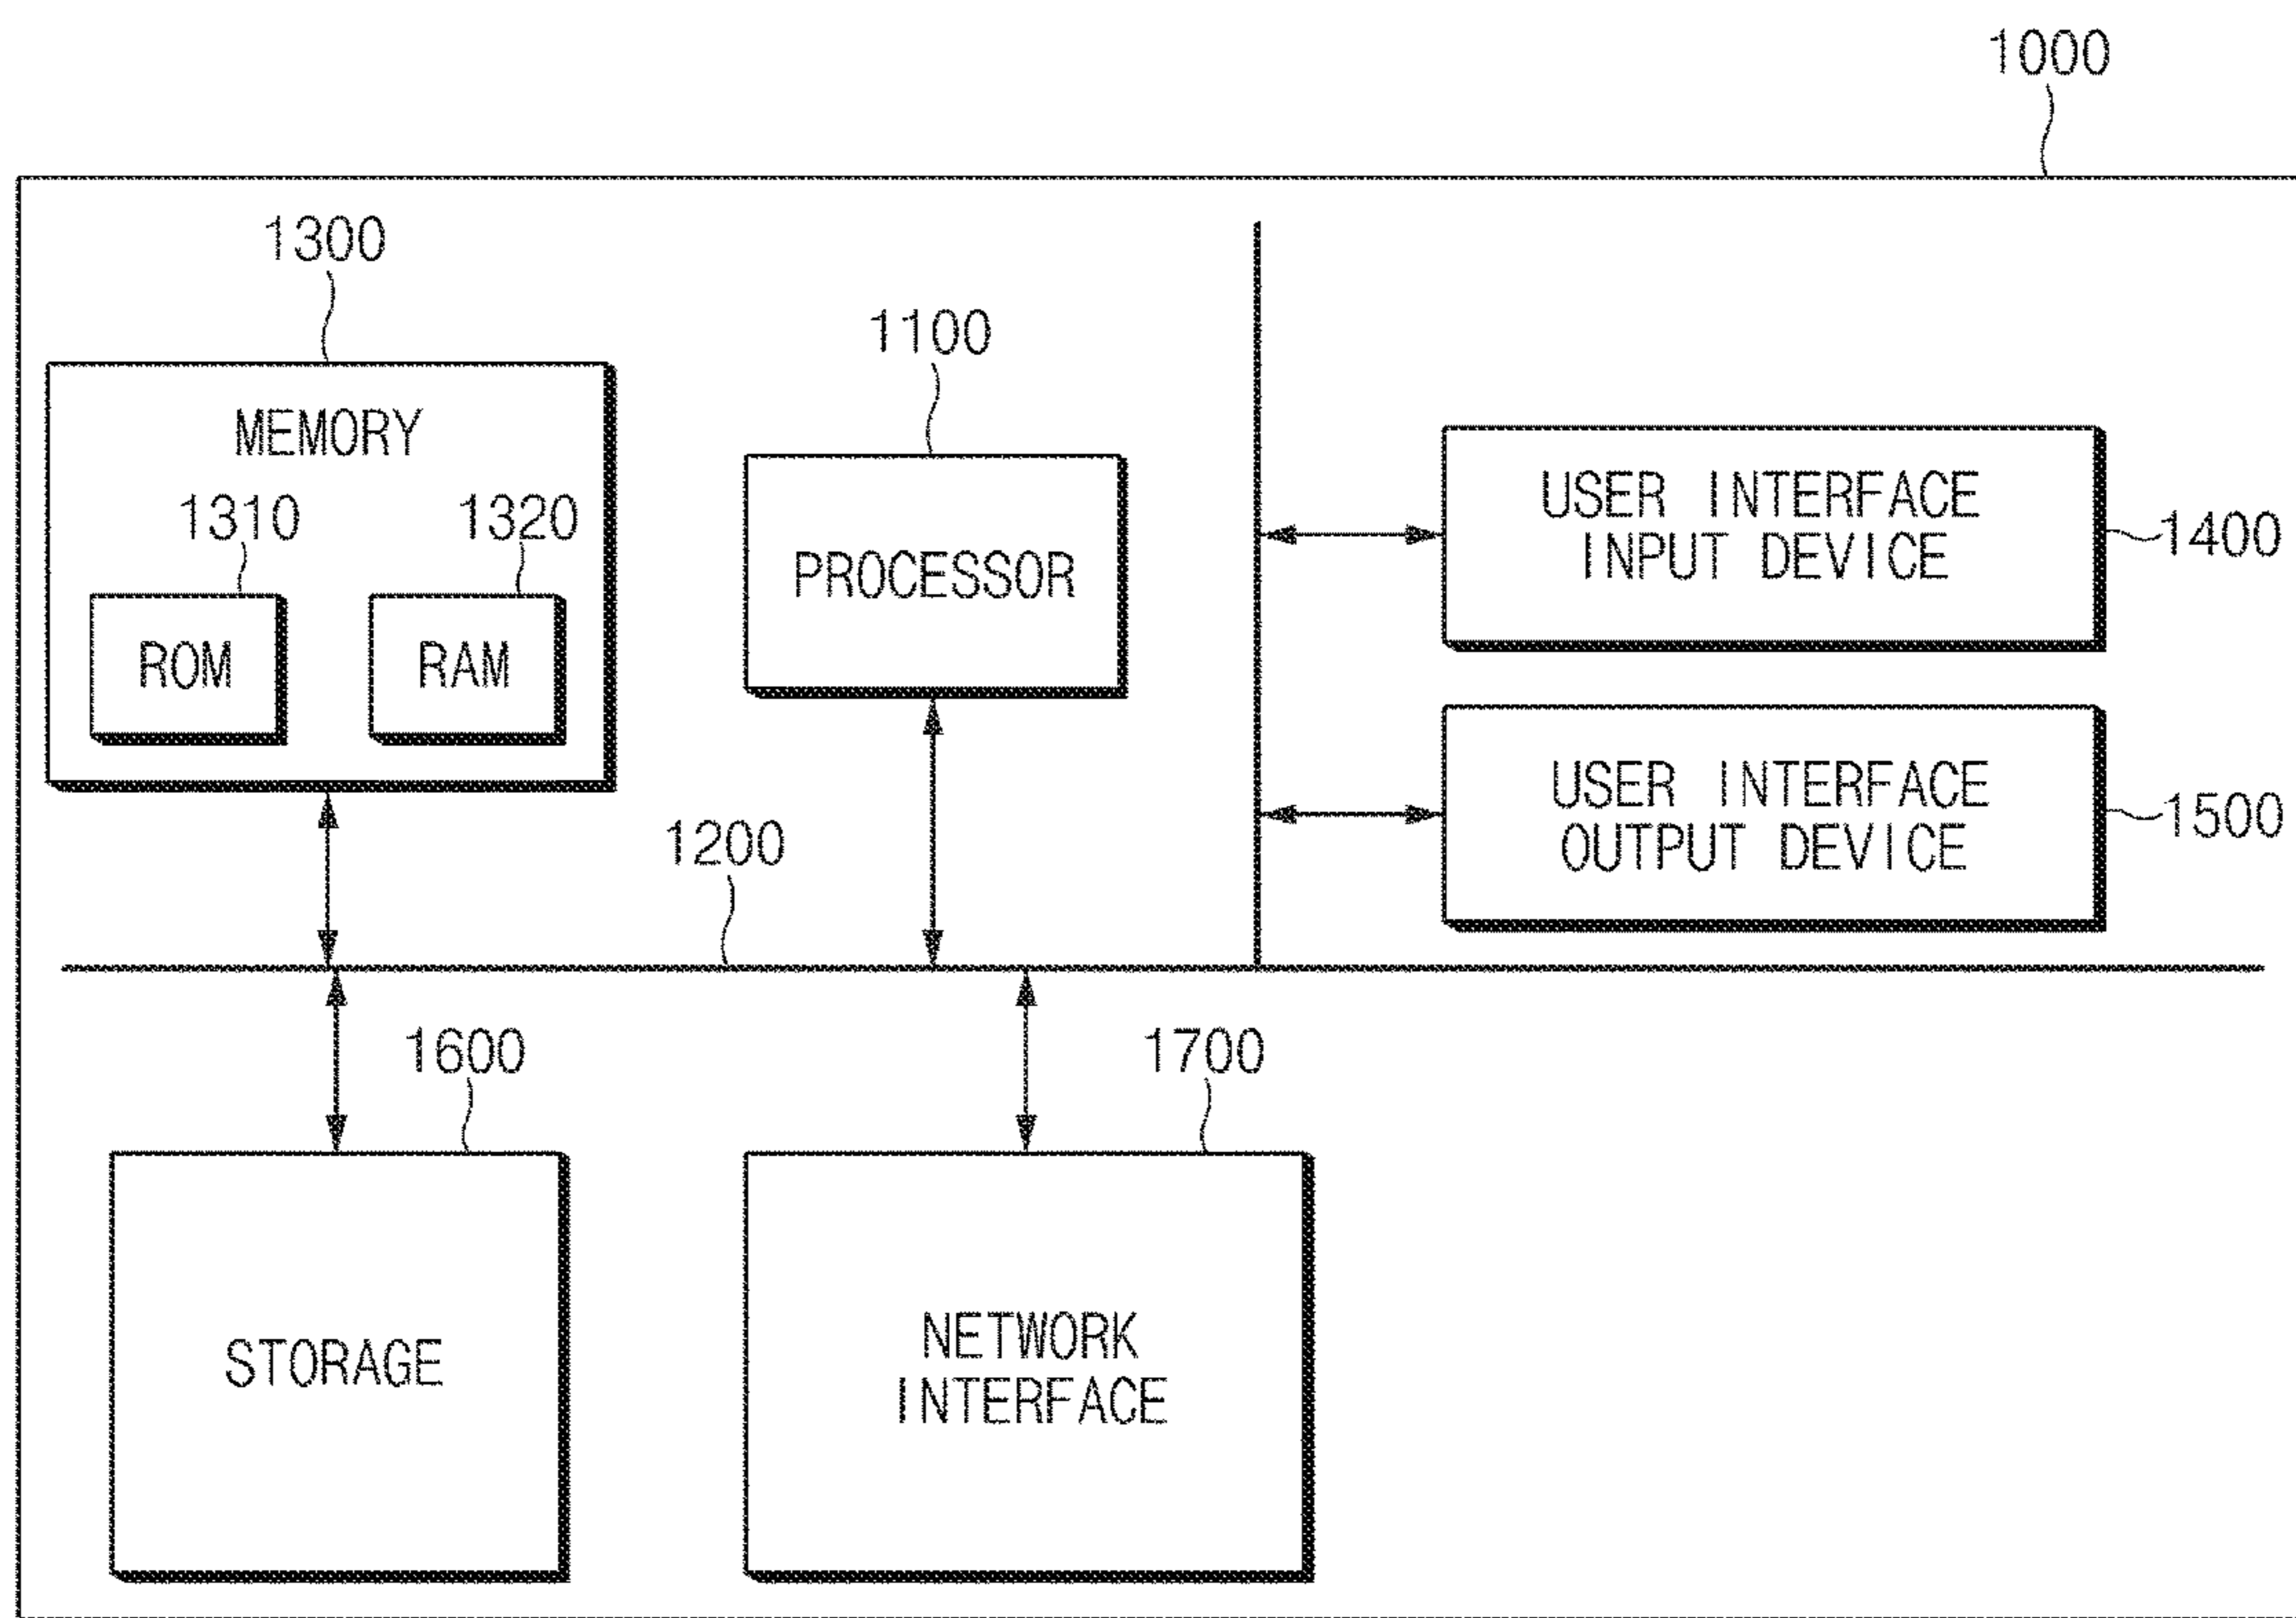 1000
1300
1100
MEMORY
1310
1320
ROM
RAM
PROCESSOR
USER INTERFACE
INPUT DEVICE
1400
USER INTERFACE
OUTPUT DEVICE
1500
1200
1600
1700
STORAGE
NETWORK
INTERFACE